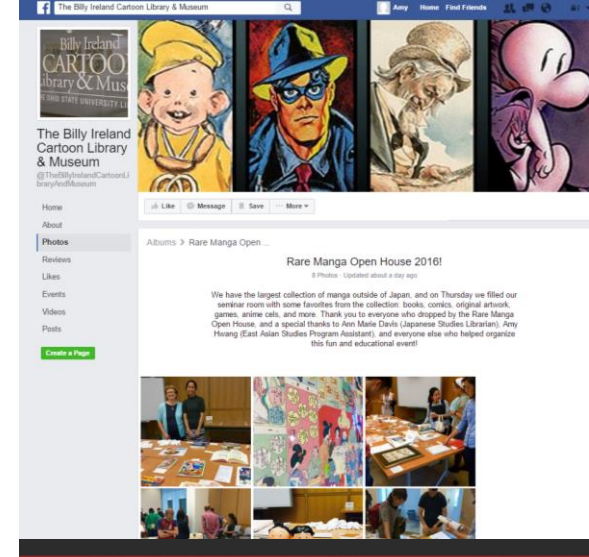 The Billy Ireland Cartoon Library & Museum
Amy Home Find Friends
Billy Ireland
CARTOO
ibrary & Mus
E OHIO STATE UNIVERSITY LI
The Billy Ireland
Cartoon Library
& Museum
@TheBillyIrelandCartoonLi
braryAndMuseum
Home
About
Photos
Reviews
Likes
Events
Videos
Posts
Create a Page
Like Message Save More
Albums > Rare Manga Open ...
Rare Manga Open House 2016!
8 Photos · Updated about a day ago
We have the largest collection of manga outside of Japan, and on Thursday we filled our
seminar room with some favorites from the collection: books, comics, original artwork,
games, anime cels, and more. Thank you to everyone who dropped by the Rare Manga
Open House, and a special thanks to Ann Marie Davis (Japanese Studies Librarian), Amy
Hwang (East Asian Studies Program Assistant), and everyone else who helped organize
this fun and educational event!